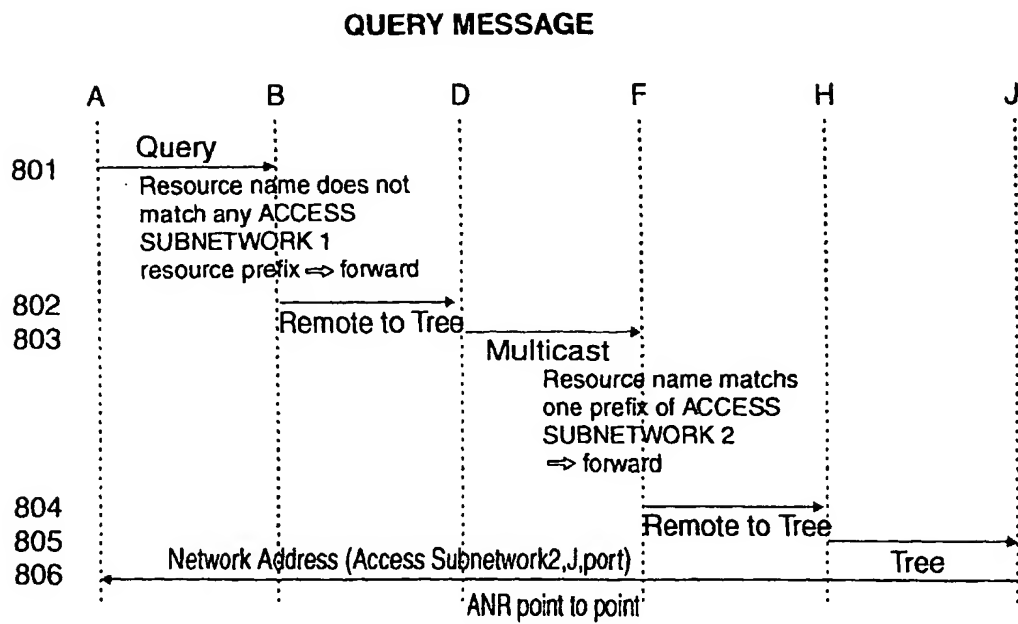 QUERY MESSAGE
A B D F H J
801 Query
Resource name does not
match any ACCESS
SUBNETWORK 1
resource prefix ⇨ forward
802
Remote to Tree
803
Multicast
Resource name matchs
one prefix of ACCESS
SUBNETWORK 2
⇨ forward
804
Remote to Tree
805
Tree
806 Network Address (Access Subnetwork2,J,port)
ANR point to point